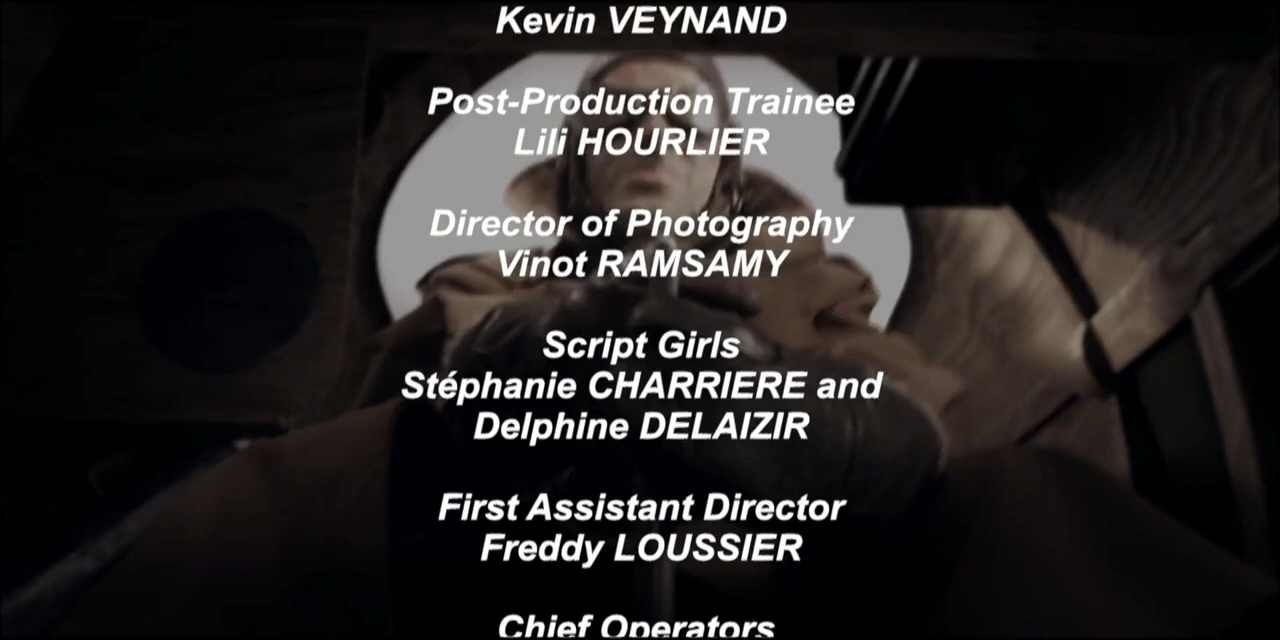 Kevin VEYNAND
Post-Production Trainee
Lili HOURLIER
Director of Photography
Vinot RAMSAMY
Script Girls
Stéphanie CHARRIERE and
Delphine DELAIZIR
First Assistant Director
Freddy LOUSSIER
Chief Operators